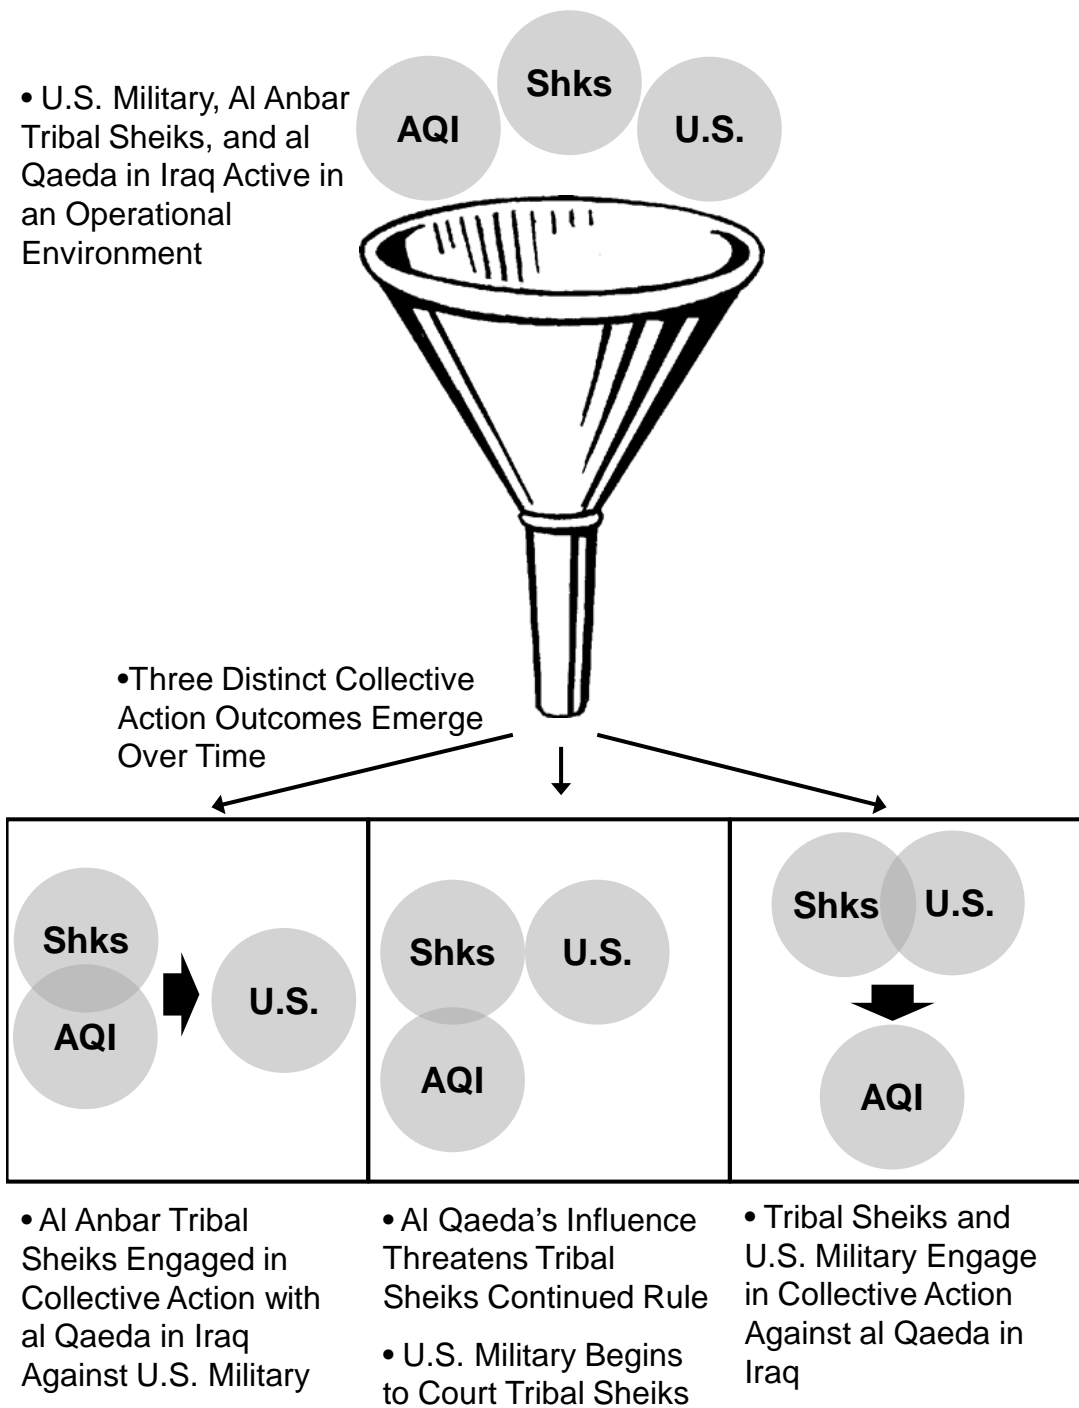 • U.S. Military, Al Anbar
Tribal Sheiks, and al
Qaeda in Iraq Active in
an Operational
Environment
AQI
Shks
U.S.
•Three Distinct Collective
Action Outcomes Emerge
Over Time
Shks
AQI
U.S.
Shks
U.S.
AQI
Shks
U.S.
AQI
• Al Anbar Tribal
Sheiks Engaged in
Collective Action with
al Qaeda in Iraq
Against U.S. Military
• Al Qaeda’s Influence
Threatens Tribal
Sheiks Continued Rule
• U.S. Military Begins
to Court Tribal Sheiks
• Tribal Sheiks and
U.S. Military Engage
in Collective Action
Against al Qaeda in
Iraq